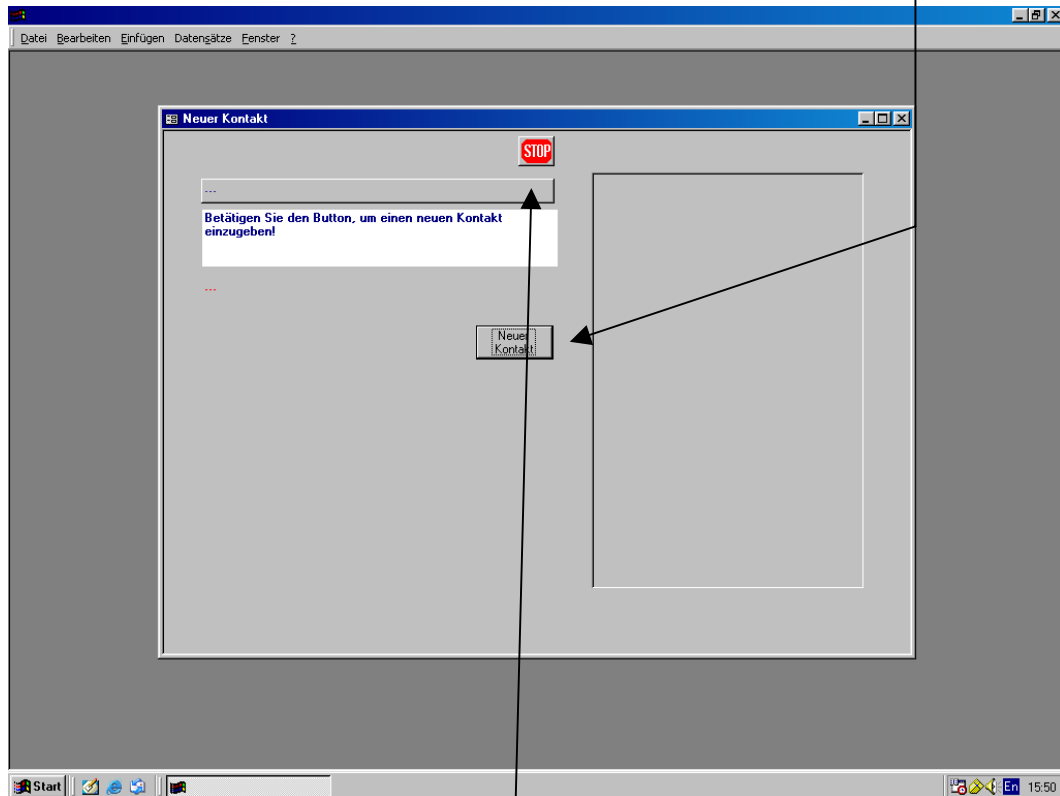 Datei Bearbeiten Einfügen Datensätze Fenster ?
Neuer Kontakt
STOP
---
Betätigen Sie den Button, um einen neuen Kontakt
einzugeben!
---
Neuer
Kontakt
Start
En 15:50